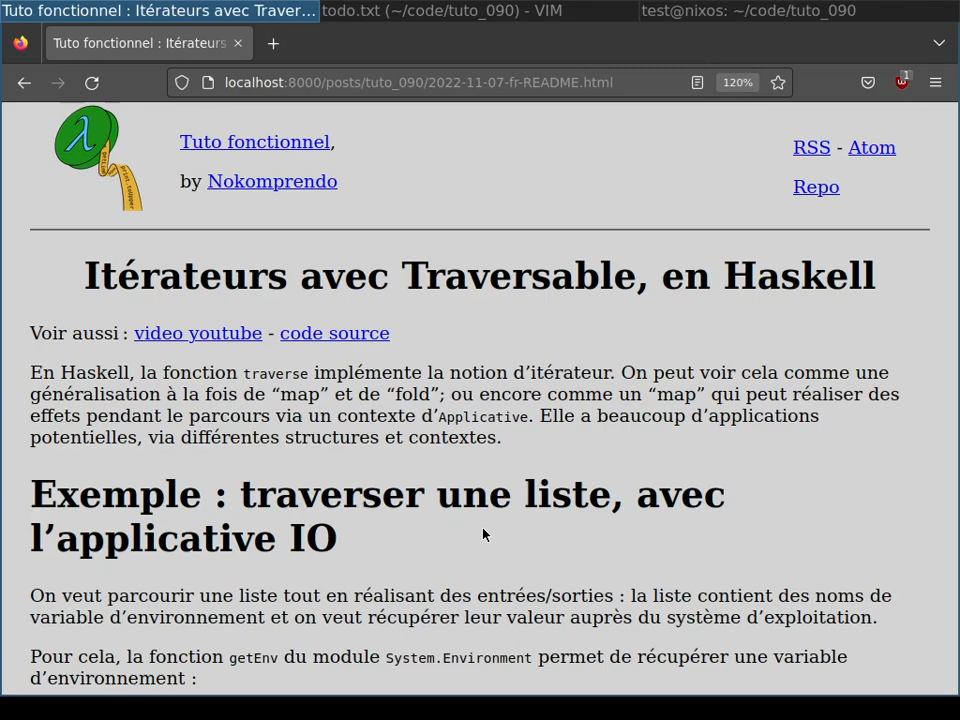 Tuto fonctionnel : Itérateurs avec Traver... todo.txt (~/code/tuto_090) - VIM test@nixos: ~/code/tuto_090
Tuto fonctionnel : Itérateurs
localhost:8000/posts/tuto_090/2022-11-07-fr-README.html 120% 1
λ
Tuto fonctionnel,
by Nokomprendo
RSS - Atom
Repo
Itérateurs avec Traversable, en Haskell
Voir aussi : video youtube - code source
En Haskell, la fonction traverse implémente la notion d’itérateur. On peut voir cela comme une
généralisation à la fois de “map” et de “fold”; ou encore comme un “map” qui peut réaliser des
effets pendant le parcours via un contexte d’Applicative. Elle a beaucoup d’applications
potentielles, via différentes structures et contextes.
Exemple : traverser une liste, avec
l’applicative IO
On veut parcourir une liste tout en réalisant des entrées/sorties : la liste contient des noms de
variable d’environnement et on veut récupérer leur valeur auprès du système d’exploitation.
Pour cela, la fonction getEnv du module System.Environment permet de récupérer une variable
d’environnement :